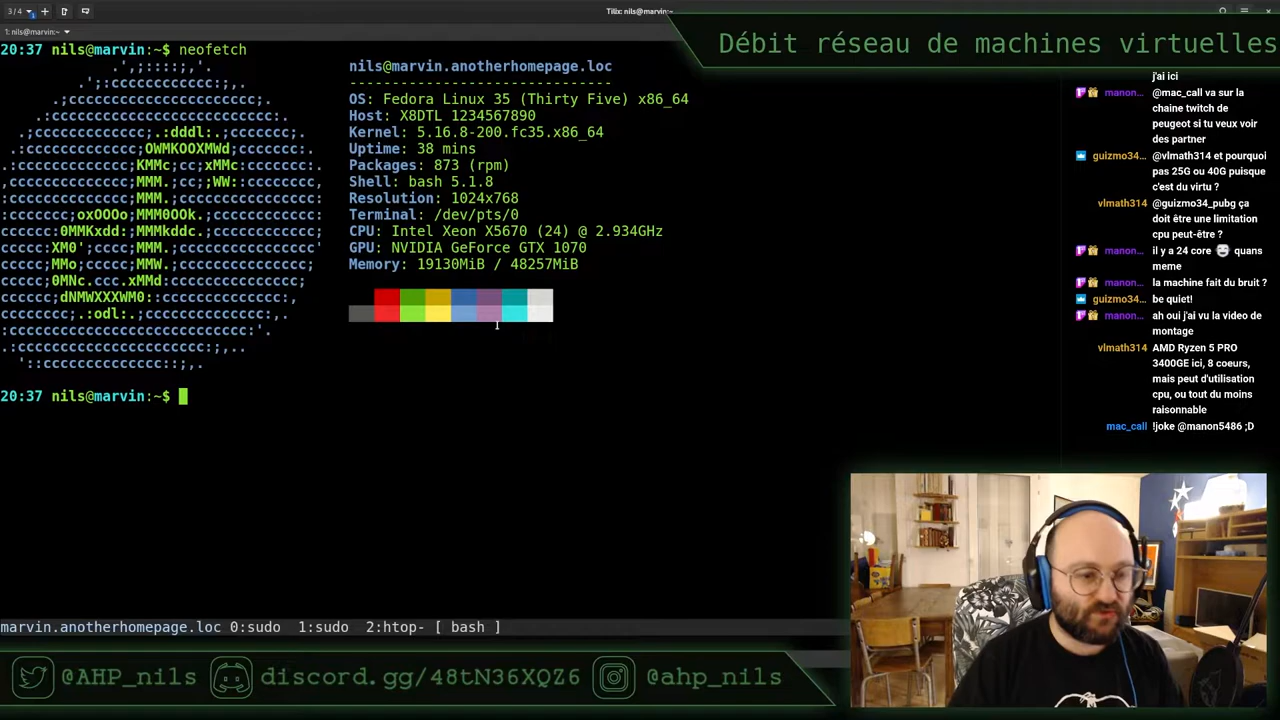 3/4
1
Tilix: nils@marvin:~
1: nils@marvin:~
Débit réseau de machines virtuelles
20:37 nils@marvin:~$ neofetch
nils@marvin.anotherhomepage.loc
-------------------------------
OS: Fedora Linux 35 (Thirty Five) x86_64
Host: X8DTL 1234567890
Kernel: 5.16.8-200.fc35.x86_64
Uptime: 38 mins
Packages: 873 (rpm)
Shell: bash 5.1.8
Resolution: 1024x768
Terminal: /dev/pts/0
CPU: Intel Xeon X5670 (24) @ 2.934GHz
GPU: NVIDIA GeForce GTX 1070
Memory: 19130MiB / 48257MiB
20:37 nils@marvin:~$
marvin.anotherhomepage.loc 0:sudo 1:sudo 2:htop- [ bash ]
j'ai ici
manon… @mac_call va sur la
chaine twitch de
peugeot si tu veux voir
des partner
guizmo34… @vlmath314 et pourquoi
pas 25G ou 40G puisque
c'est du virtu ?
vlmath314 @guizmo34_pubg ça
doit être une limitation
cpu peut-être ?
manon… il y a 24 core quans
meme
manon… la machine fait du bruit ?
guizmo34… be quiet!
manon… ah oui j'ai vu la video de
montage
vlmath314 AMD Ryzen 5 PRO
3400GE ici, 8 coeurs,
mais peut d'utilisation
cpu, ou tout du moins
raisonnable
mac_call !joke @manon5486 ;D
@AHP_nils
discord.gg/48tN36XQZ6
@ahp_nils